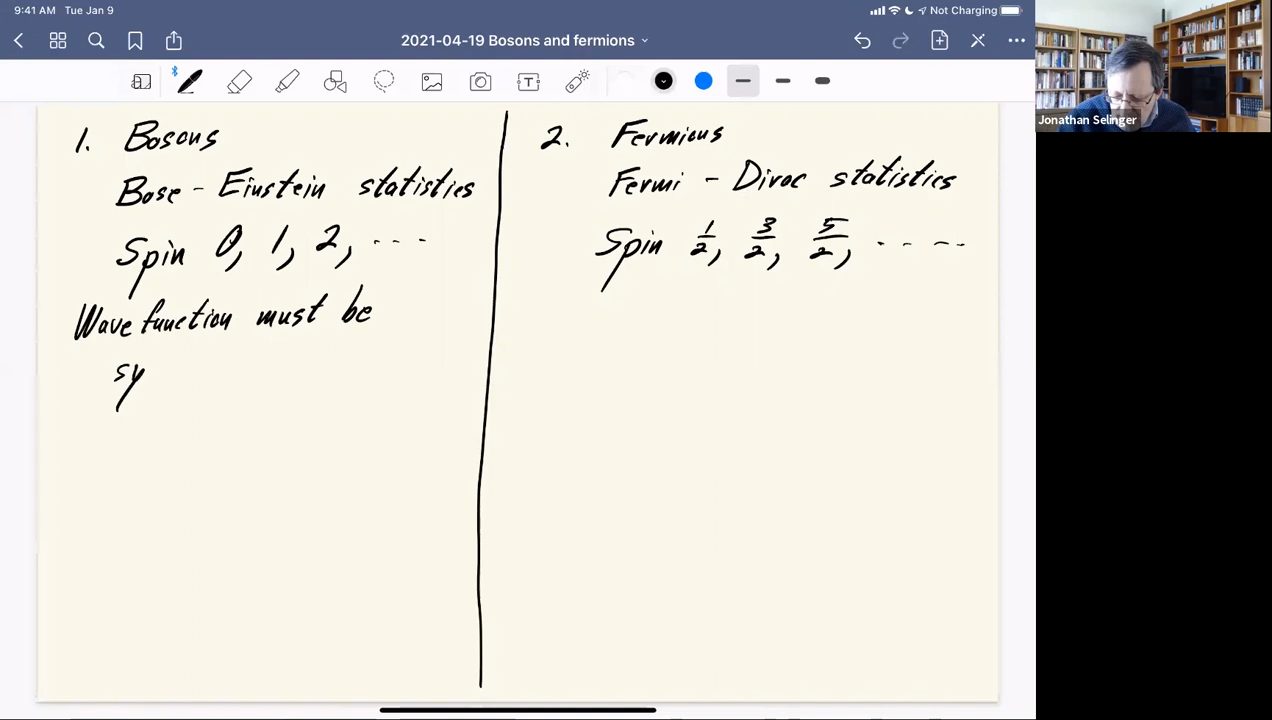 9:41 AM Tue Jan 9
Not Charging
2021-04-19 Bosons and fermions
T
Jonathan Selinger
1. Bosons
Bose - Einstein statistics
Spin 0, 1, 2, ...
Wavefunction must be
sy
2. Fermions
Fermi - Dirac statistics
Spin 1/2, 3/2, 5/2, ....